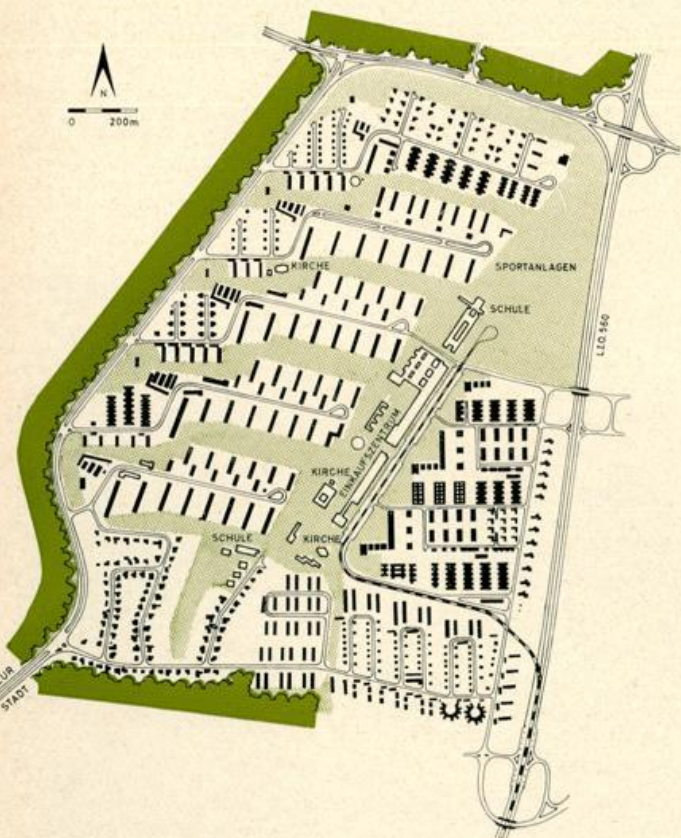 N
0 200m
KIRCHE
SPORTANLAGEN
SCHULE
L.I.O. 560
EINKAUFSZENTRUM
KIRCHE
SCHULE
KIRCHE
ZUR
STADT